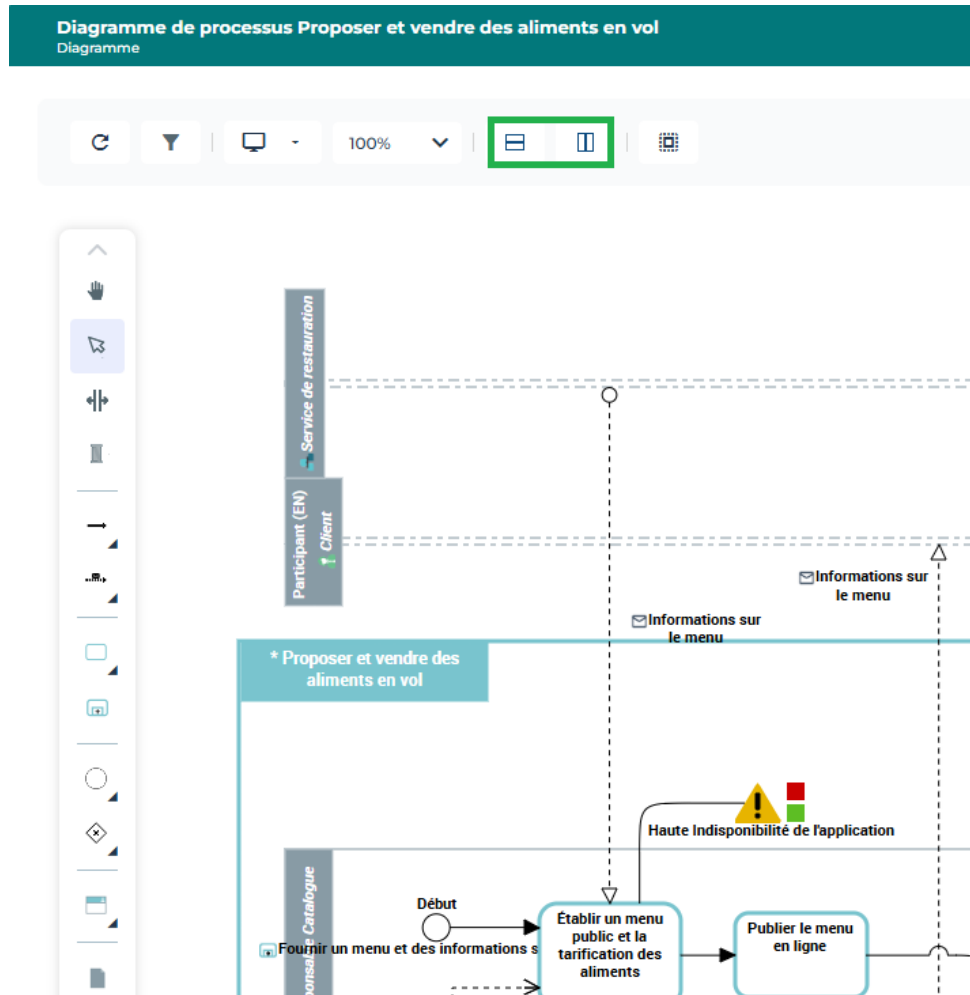 Diagramme de processus Proposer et vendre des aliments en vol
Diagramme
100%
Service de restauration
Participant (EN)
Client
Informations sur
le menu
Informations sur
le menu
* Proposer et vendre des
aliments en vol
Haute Indisponibilité de l'application
Catalogue
Début
Fournir un menu et des informations s
Établir un menu
public et la
tarification des
aliments
Publier le menu
en ligne